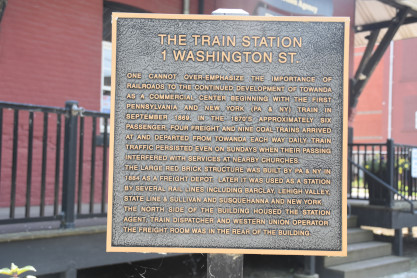 THE TRAIN STATION
1 WASHINGTON ST.
ONE CANNOT OVER-EMPHASIZE THE IMPORTANCE OF
RAILROADS TO THE CONTINUED DEVELOPMENT OF TOWANDA
AS A COMMERCIAL CENTER BEGINNING WITH THE FIRST
PENNSYLVANIA AND NEW YORK (PA & NY) TRAIN IN
SEPTEMBER 1869. IN THE 1870'S APPROXIMATELY SIX
PASSENGER, FOUR FREIGHT AND NINE COAL TRAINS ARRIVED
AT AND DEPARTED FROM TOWANDA EACH WAY DAILY. TRAIN
TRAFFIC PERSISTED EVEN ON SUNDAYS WHEN THEIR PASSING
INTERFERED WITH SERVICES AT NEARBY CHURCHES.
THE LARGE RED BRICK STRUCTURE WAS BUILT BY PA & NY IN
1884 AS A FREIGHT DEPOT. LATER IT WAS USED AS A STATION
BY SEVERAL RAIL LINES INCLUDING BARCLAY, LEHIGH VALLEY,
STATE LINE & SULLIVAN AND SUSQUEHANNA AND NEW YORK.
THE NORTH SIDE OF THE BUILDING HOUSED THE STATION
AGENT, TRAIN DISPATCHER AND WESTERN UNION OPERATOR.
THE FREIGHT ROOM WAS IN THE REAR OF THE BUILDING.